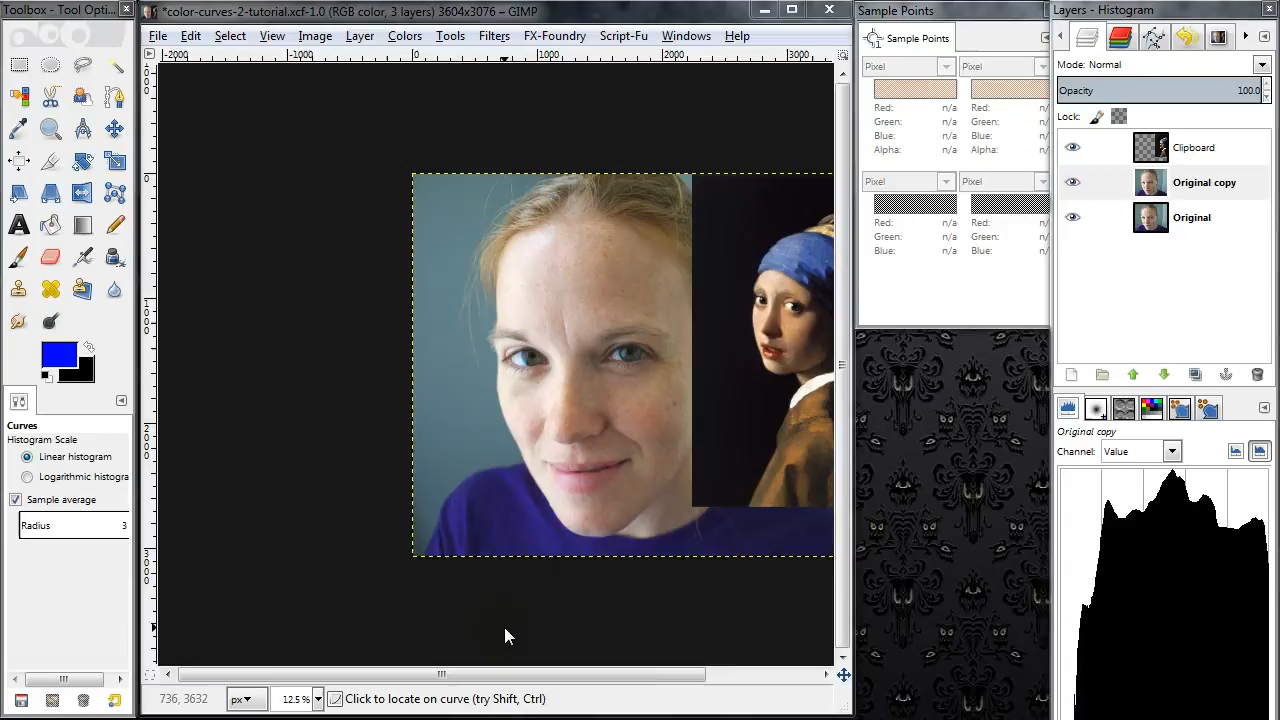 Toolbox - Tool Opti...
*color-curves-2-tutorial.xcf-1.0 (RGB color, 3 layers) 3604x3076 – GIMP
Sample Points
Layers - Histogram
File Edit Select View Image Layer Colors Tools Filters FX-Foundry Script-Fu Windows Help
Sample Points
-2000 -1000 0 1000 2000 3000
Mode: Normal
Pixel Pixel
Opacity 100.0
Red: n/a Red: n/a
Green: n/a Green: n/a
Blue: n/a Blue: n/a
Alpha: n/a Alpha: n/a
Lock:
Clipboard
Original copy
Original
Pixel Pixel
Red: n/a Red: n/a
Green: n/a Green: n/a
Blue: n/a Blue: n/a
0
1000
2000
3000
Curves
Histogram Scale
Linear histogram
Logarithmic histogra
Sample average
Radius 3
Original copy
Channel: Value
736, 3632 px 12.5 % Click to locate on curve (try Shift, Ctrl)